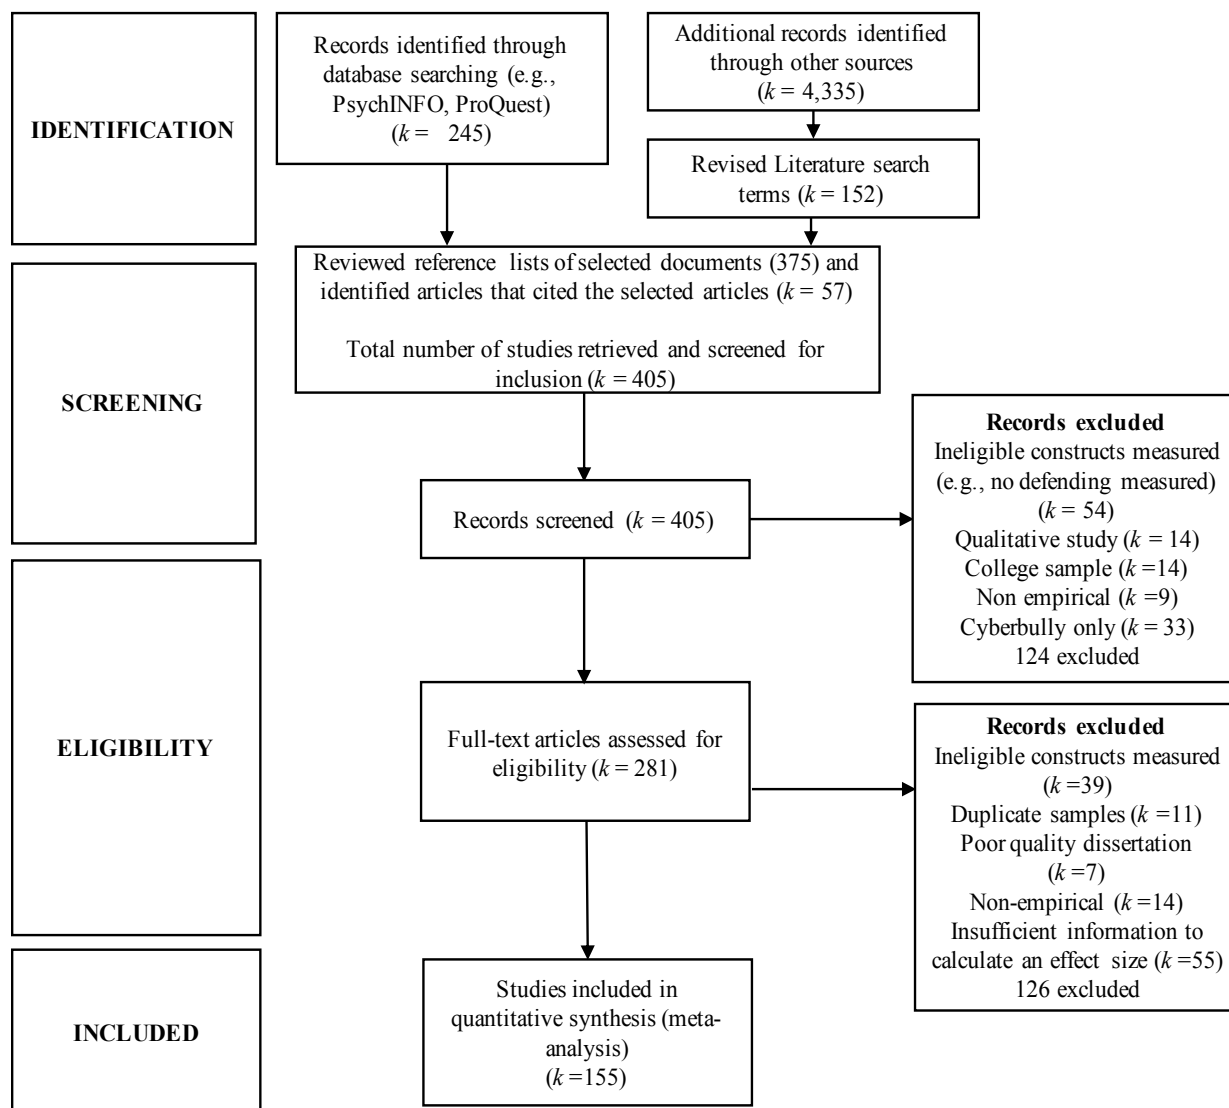 IDENTIFICATION
Records identified through
database searching (e.g.,
PsychINFO, ProQuest)
(k = 245)
Additional records identified
through other sources
(k = 4,335)
Revised Literature search
terms (k = 152)
Reviewed reference lists of selected documents (375) and
identified articles that cited the selected articles (k = 57)
Total number of studies retrieved and screened for
inclusion (k = 405)
SCREENING
Records screened (k = 405)
Records excluded
Ineligible constructs measured
(e.g., no defending measured)
(k = 54)
Qualitative study (k = 14)
College sample (k =14)
Non empirical (k =9)
Cyberbully only (k = 33)
124 excluded
ELIGIBILITY
Full-text articles assessed for
eligibility (k = 281)
Records excluded
Ineligible constructs measured
(k =39)
Duplicate samples (k =11)
Poor quality dissertation
(k =7)
Non-empirical (k =14)
Insufficient information to
calculate an effect size (k =55)
126 excluded
INCLUDED
Studies included in
quantitative synthesis (meta-
analysis)
(k =155)